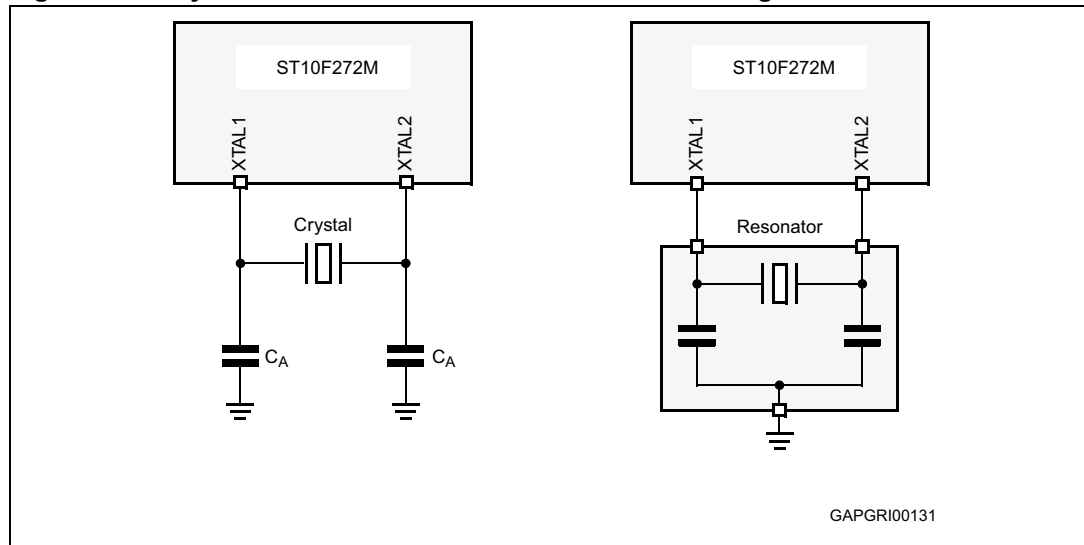 ST10F272M
XTAL1
XTAL2
Crystal
CA
CA
ST10F272M
XTAL1
XTAL2
Resonator
GAPGRI00131